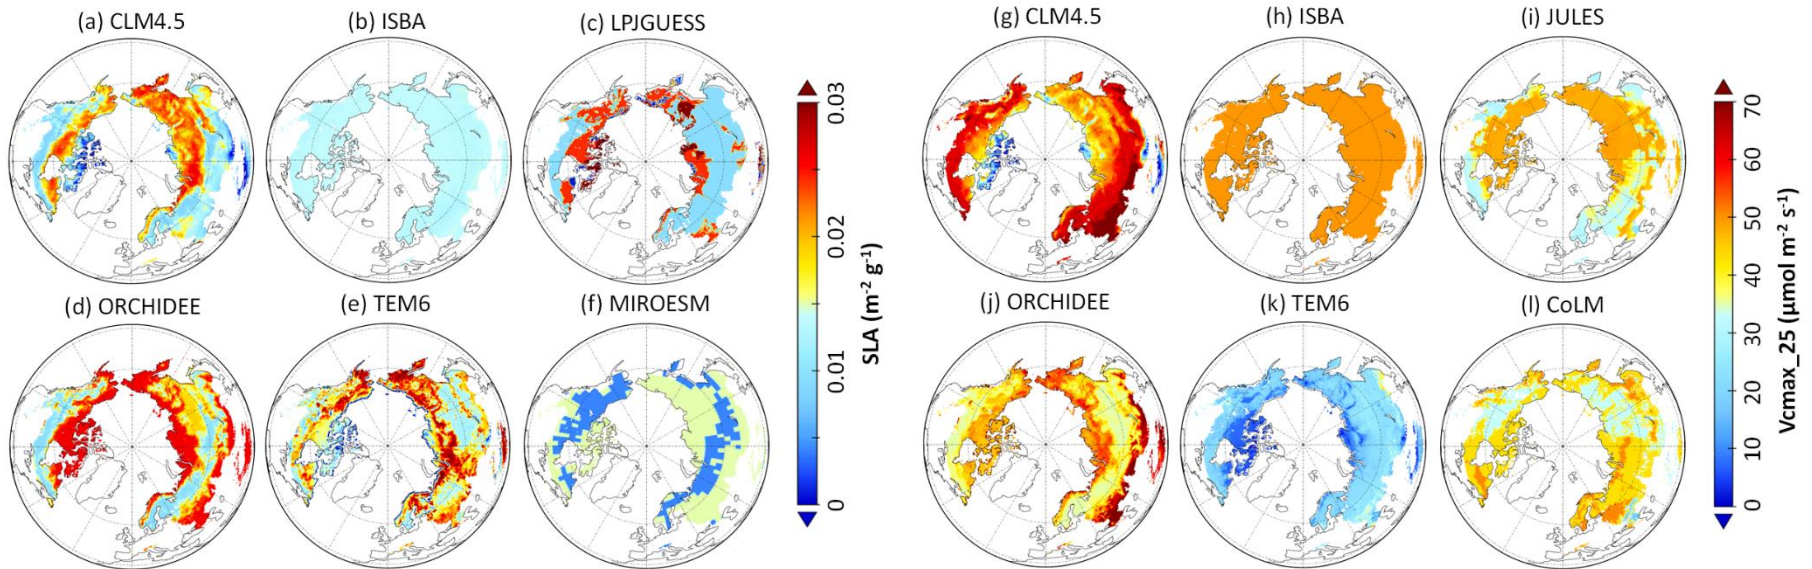 (a) CLM4.5
(b) ISBA
(c) LPJGUESS
(d) ORCHIDEE
(e) TEM6
(f) MIROESM
0.03
0.02
0.01
0
SLA (m⁻² g⁻¹)
(g) CLM4.5
(h) ISBA
(i) JULES
(j) ORCHIDEE
(k) TEM6
(l) CoLM
70
60
50
40
30
20
10
0
Vcmax_25 (µmol m⁻² s⁻¹)